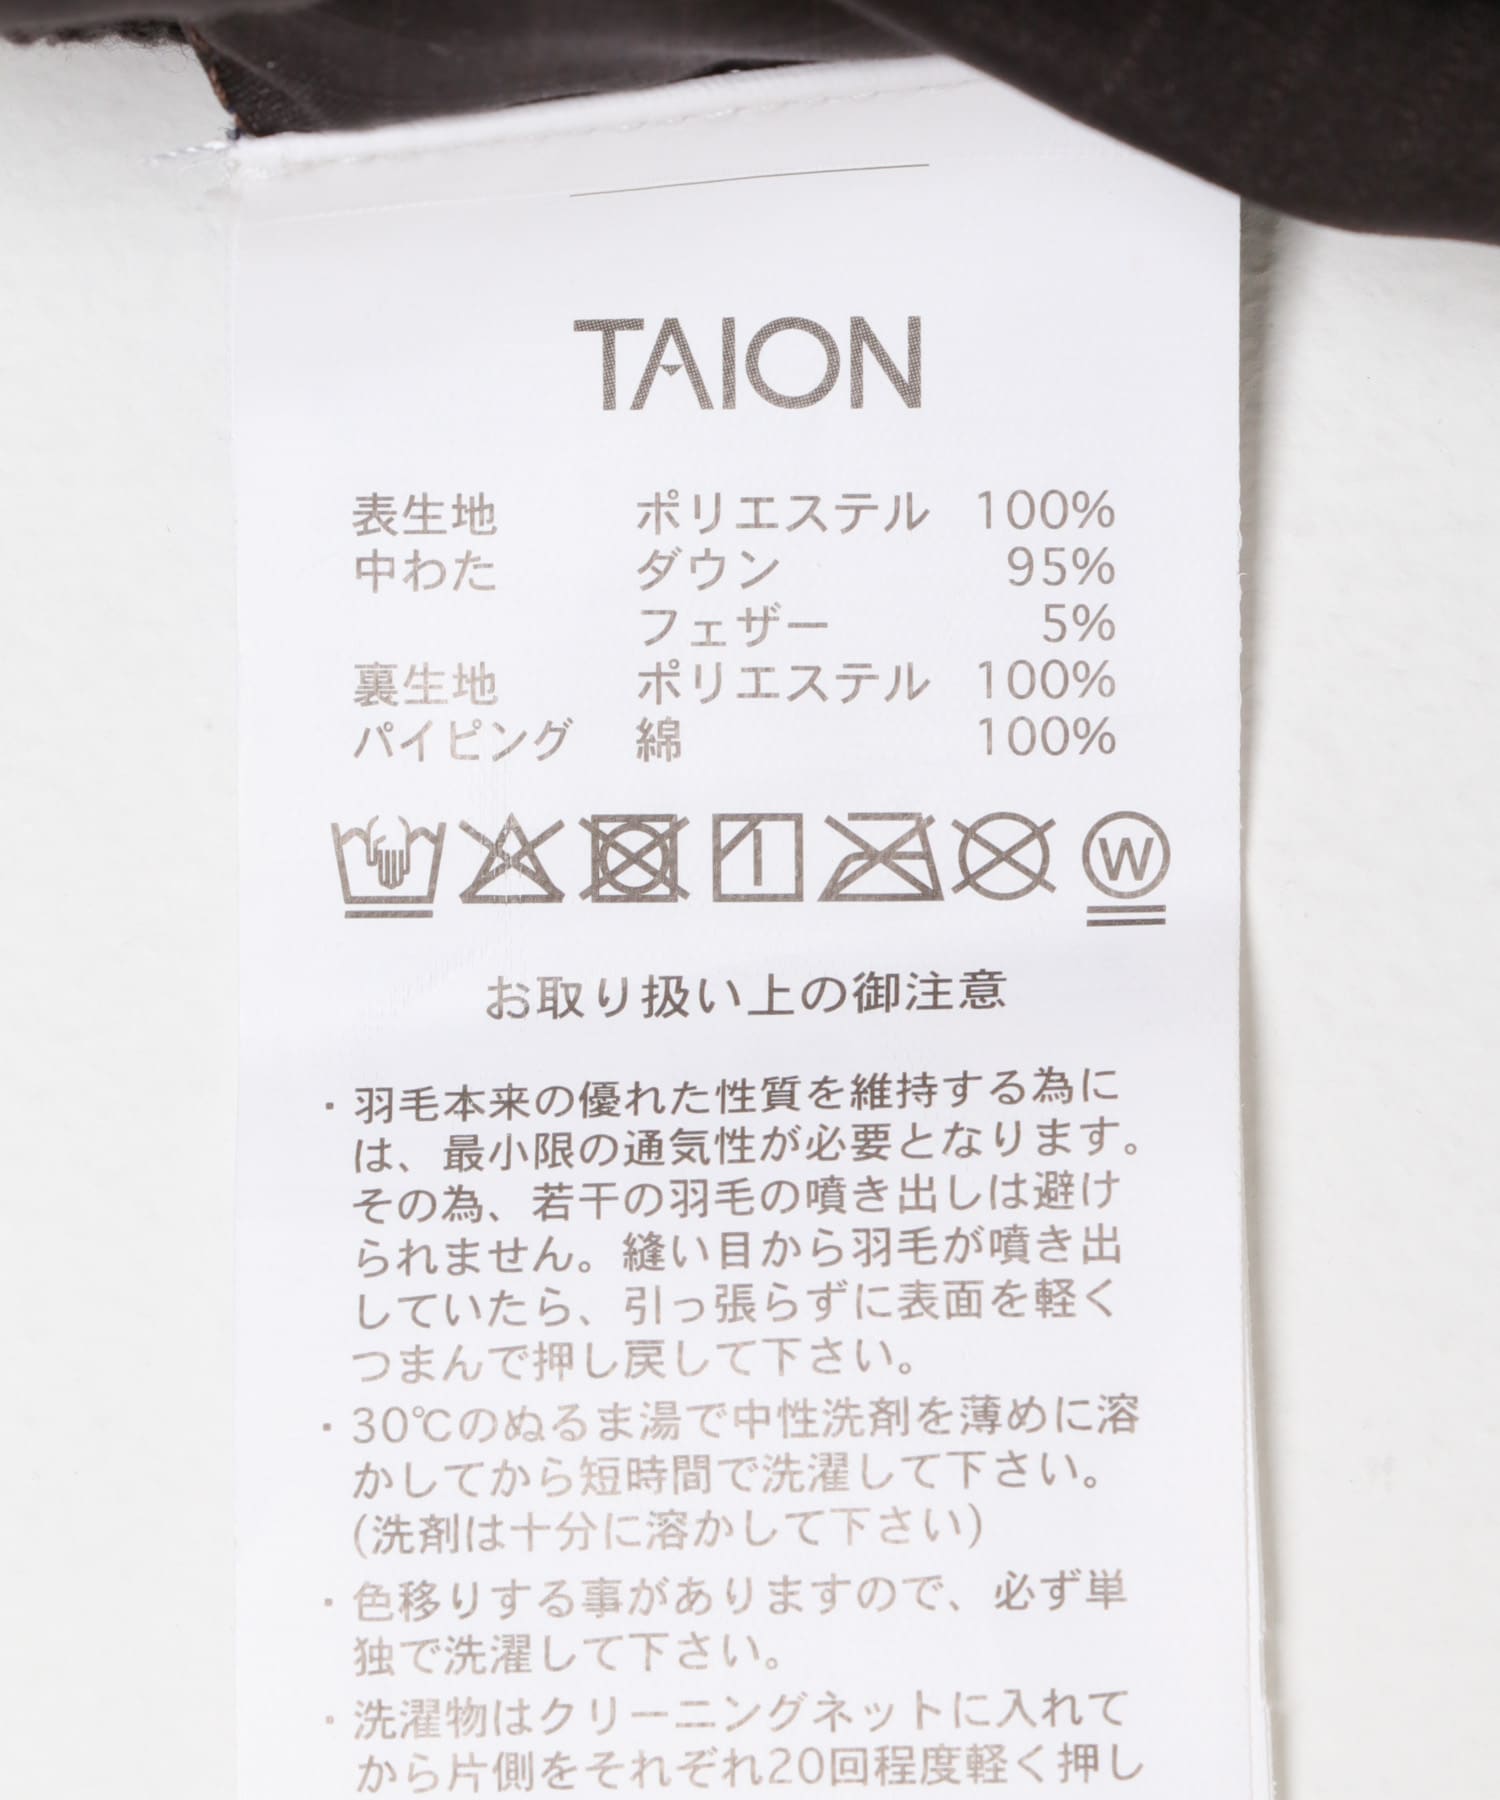 TAION
表生地 ポリエステル 100%
中わた ダウン 95%
フェザー 5%
裏生地 ポリエステル 100%
パイピング 綿 100%
W
お取り扱い上の御注意
・羽毛本来の優れた性質を維持する為に
は、最小限の通気性が必要となります。
その為、若干の羽毛の噴き出しは避け
られません。縫い目から羽毛が噴き出
していたら、引っ張らずに表面を軽く
つまんで押し戻して下さい。
・30℃のぬるま湯で中性洗剤を薄めに溶
かしてから短時間で洗濯して下さい。
(洗剤は十分に溶かして下さい)
・色移りする事がありますので、必ず単
独で洗濯して下さい。
・洗濯物はクリーニングネットに入れて
から片側をそれぞれ20回程度軽く押し